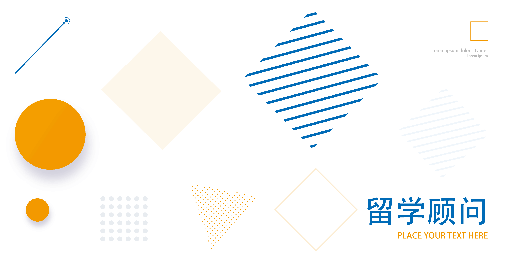 留学顾问
PLACE YOUR TEXT HERE